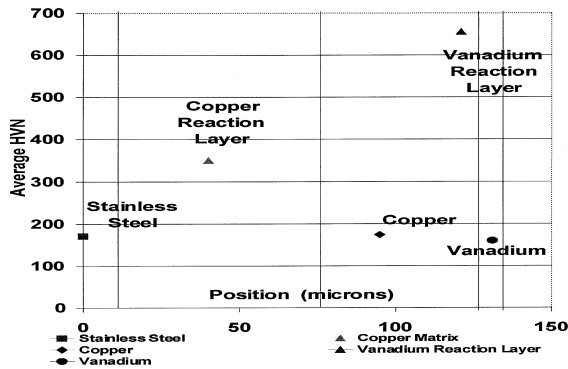 700
600
500
400
300
200
100
0
Average HVN
Vanadium
Reaction
Layer
Copper
Reaction
Layer
Stainless
Steel
Copper
Vanadium
Position (microns)
0 50 100 150
Stainless Steel
Copper Matrix
Copper
Vanadium Reaction Layer
Vanadium